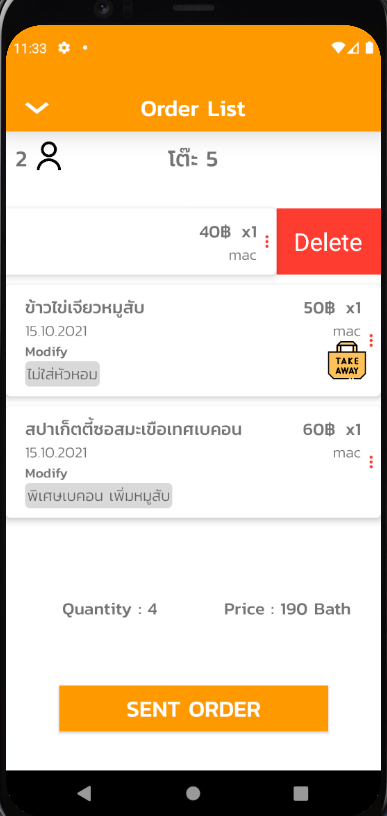 11:33
Order List
2 โต๊ะ 5
40฿ x1
mac
Delete
ข้าวไข่เจียวหมูสับ 50฿ x1
15.10.2021 mac
Modify
TAKE
AWAY
ไม่ใส่หัวหอม
สปาเก็ตตี้ซอสมะเขือเทศเบคอน 60฿ x1
15.10.2021 mac
Modify
พิเศษเบคอน เพิ่มหมูสับ
Quantity : 4 Price : 190 Bath
SENT ORDER